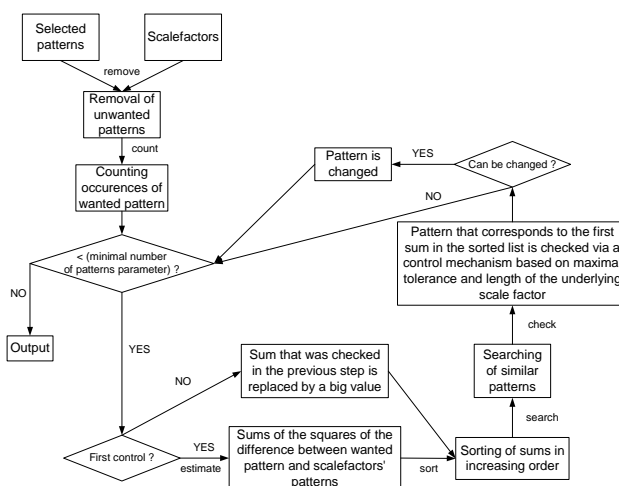 Selected
patterns
Scalefactors
remove
Removal of
unwanted
patterns
count
Counting
occurences of
wanted pattern
< (minimal number
of patterns parameter) ?
NO
Output
YES
First control ?
NO
Sum that was checked
in the previous step is
replaced by a big value
YES
estimate
Sums of the squares of the
difference between wanted
pattern and scalefactors'
patterns
sort
Sorting of sums in
increasing order
search
Searching
of similar
patterns
check
Pattern that corresponds to the first
sum in the sorted list is checked via a
control mechanism based on maximal
tolerance and length of the underlying
scale factor
Can be changed ?
YES
Pattern is
changed
NO